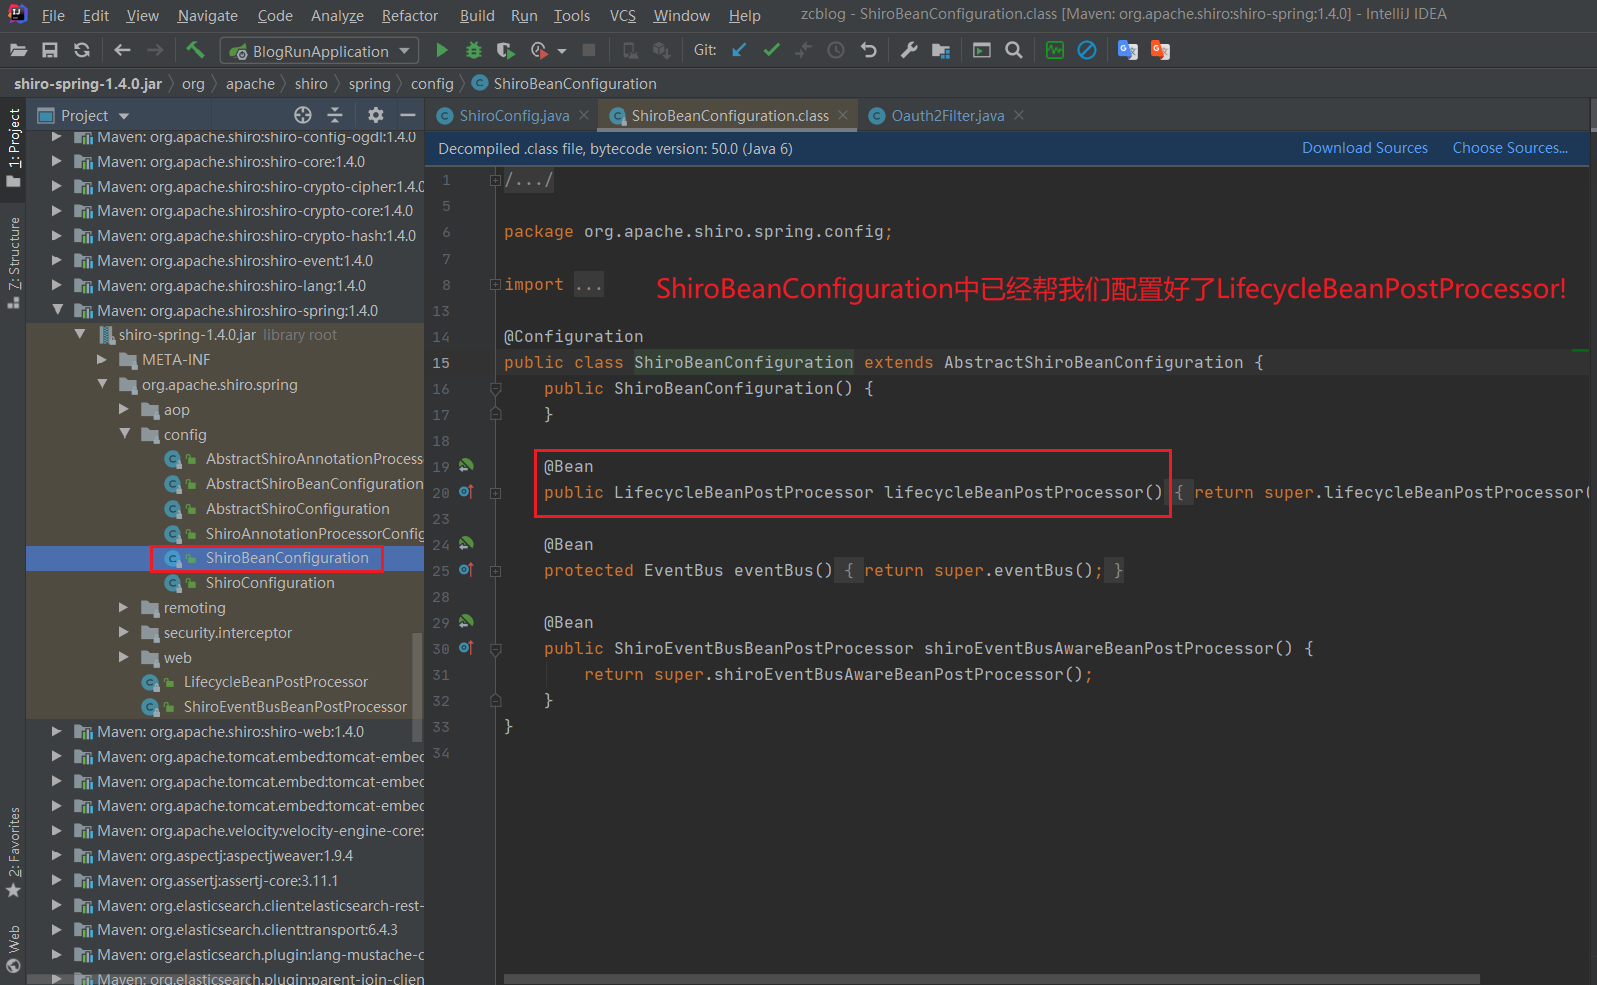 File Edit View Navigate Code Analyze Refactor Build Run Tools VCS Window Help zcblog - ShiroBeanConfiguration.class [Maven: org.apache.shiro:shiro-spring:1.4.0] - IntelliJ IDEA
BlogRunApplication Git:
shiro-spring-1.4.0.jar org apache shiro spring config ShiroBeanConfiguration
1: Project
7: Structure
2: Favorites
Web
Project
Maven: org.apache.shiro:shiro-config-ogdl:1.4.0
Maven: org.apache.shiro:shiro-core:1.4.0
Maven: org.apache.shiro:shiro-crypto-cipher:1.4.0
Maven: org.apache.shiro:shiro-crypto-core:1.4.0
Maven: org.apache.shiro:shiro-crypto-hash:1.4.0
Maven: org.apache.shiro:shiro-event:1.4.0
Maven: org.apache.shiro:shiro-lang:1.4.0
Maven: org.apache.shiro:shiro-spring:1.4.0
shiro-spring-1.4.0.jar library root
META-INF
org.apache.shiro.spring
aop
config
AbstractShiroAnnotationProcess
AbstractShiroBeanConfiguration
AbstractShiroConfiguration
ShiroAnnotationProcessorConfig
ShiroBeanConfiguration
ShiroConfiguration
remoting
security.interceptor
web
LifecycleBeanPostProcessor
ShiroEventBusBeanPostProcessor
Maven: org.apache.shiro:shiro-web:1.4.0
Maven: org.apache.tomcat.embed:tomcat-embed
Maven: org.apache.tomcat.embed:tomcat-embed
Maven: org.apache.tomcat.embed:tomcat-embed
Maven: org.apache.velocity:velocity-engine-core:
Maven: org.aspectj:aspectjweaver:1.9.4
Maven: org.assertj:assertj-core:3.11.1
Maven: org.elasticsearch.client:elasticsearch-rest-
Maven: org.elasticsearch.client:transport:6.4.3
Maven: org.elasticsearch.plugin:lang-mustache-c
Maven: org.elasticsearch.plugin:parent-join-client
ShiroConfig.java ShiroBeanConfiguration.class Oauth2Filter.java
Decompiled .class file, bytecode version: 50.0 (Java 6) Download Sources Choose Sources...
1 /.../
5
6 package org.apache.shiro.spring.config;
7
8 import ...
ShiroBeanConfiguration中已经帮我们配置好了LifecycleBeanPostProcessor!
13
14 @Configuration
15 public class ShiroBeanConfiguration extends AbstractShiroBeanConfiguration {
16 public ShiroBeanConfiguration() {
17 }
18
19 @Bean
20 public LifecycleBeanPostProcessor lifecycleBeanPostProcessor() { return super.lifecycleBeanPostProcessor(
23
24 @Bean
25 protected EventBus eventBus() { return super.eventBus(); }
28
29 @Bean
30 public ShiroEventBusBeanPostProcessor shiroEventBusAwareBeanPostProcessor() {
31 return super.shiroEventBusAwareBeanPostProcessor();
32 }
33 }
34